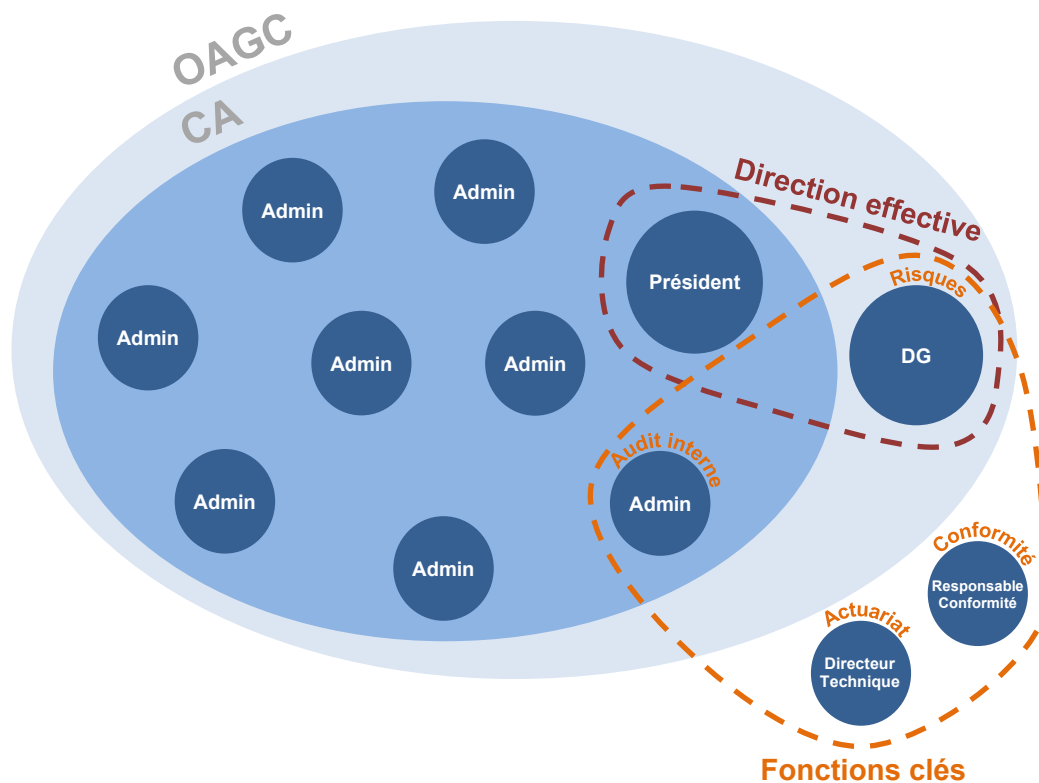 OAGC
CA
Direction effective
Admin
Admin
Président
Risques
DG
Admin
Admin
Admin
Audit interne
Admin
Admin
Admin
Conformité
Responsable
Conformité
Actuariat
Directeur
Technique
Fonctions clés